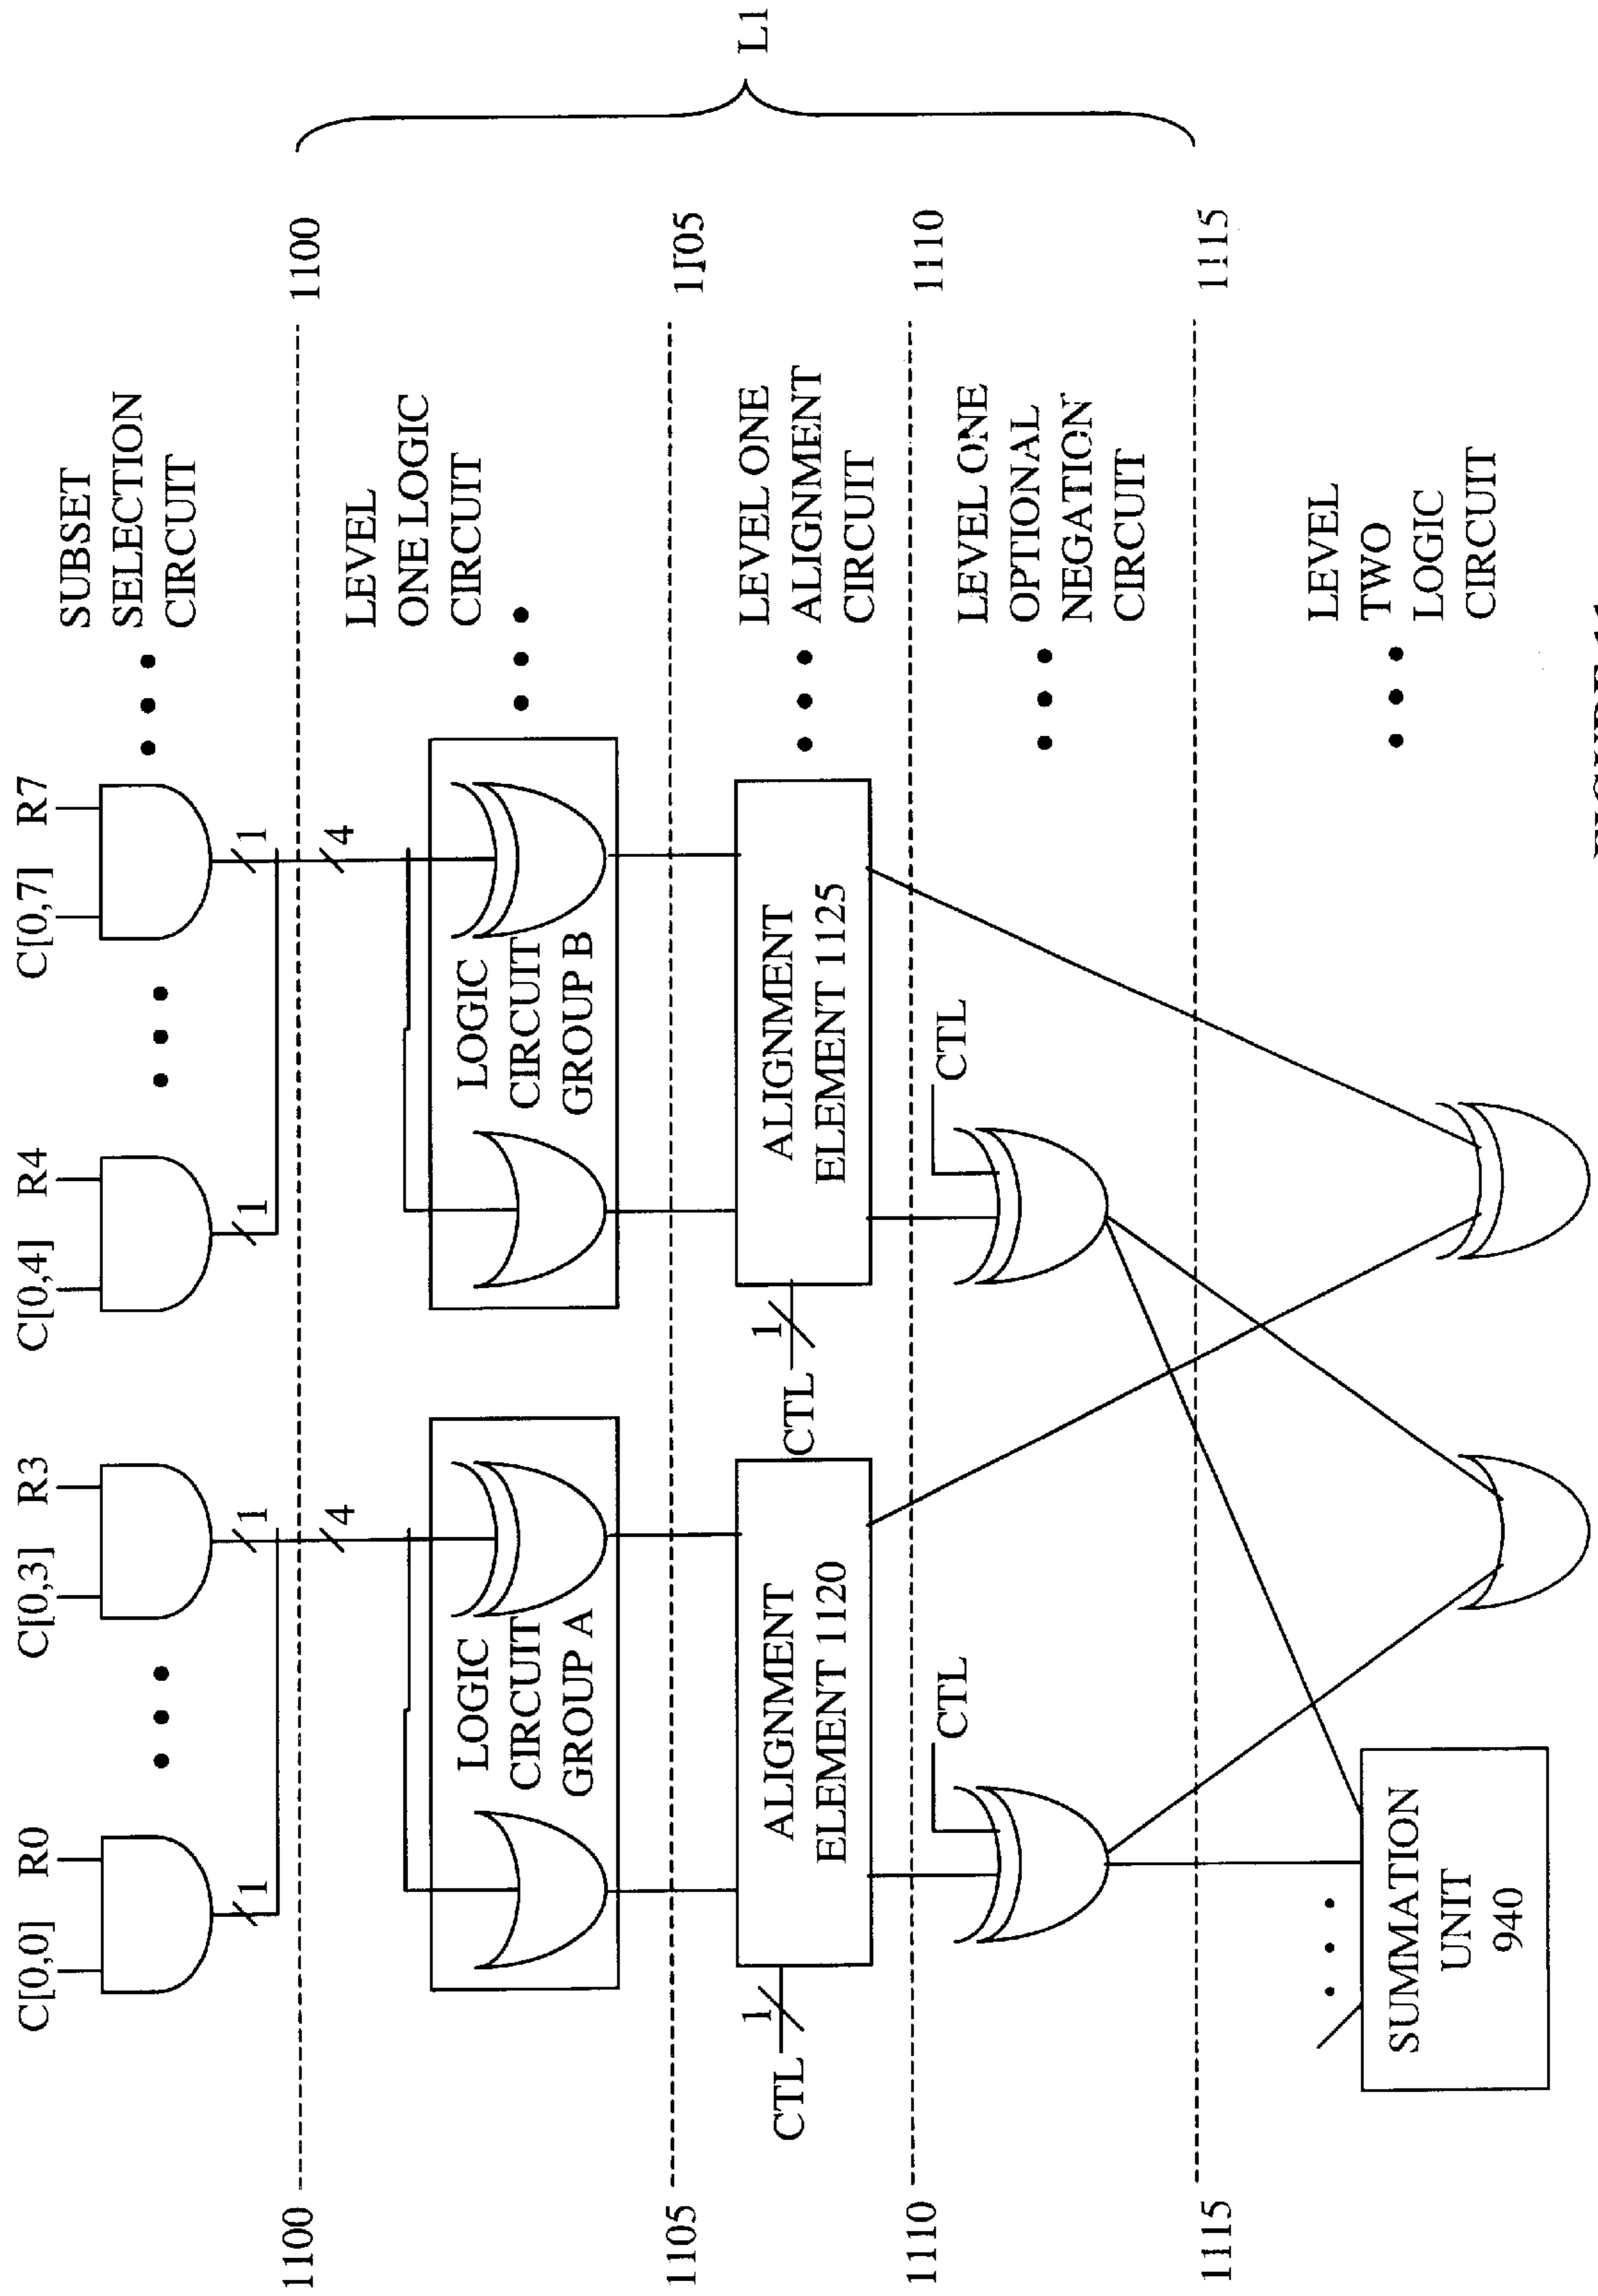 C[0,0] R0
C[0,3] R3
C[0,4] R4
C[0,7] R7
SUBSET
SELECTION
CIRCUIT
1
1
1
1
1100
1100
4
4
LEVEL
ONE LOGIC
CIRCUIT
LOGIC
CIRCUIT
GROUP A
LOGIC
CIRCUIT
GROUP B
L1
1105
1105
CTL
1
ALIGNMENT
ELEMENT 1120
CTL
1
ALIGNMENT
ELEMENT 1125
LEVEL ONE
ALIGNMENT
CIRCUIT
1110
1110
CTL
CTL
LEVEL ONE
OPTIONAL
NEGATION
CIRCUIT
1115
1115
SUMMATION
UNIT
940
LEVEL
TWO
LOGIC
CIRCUIT